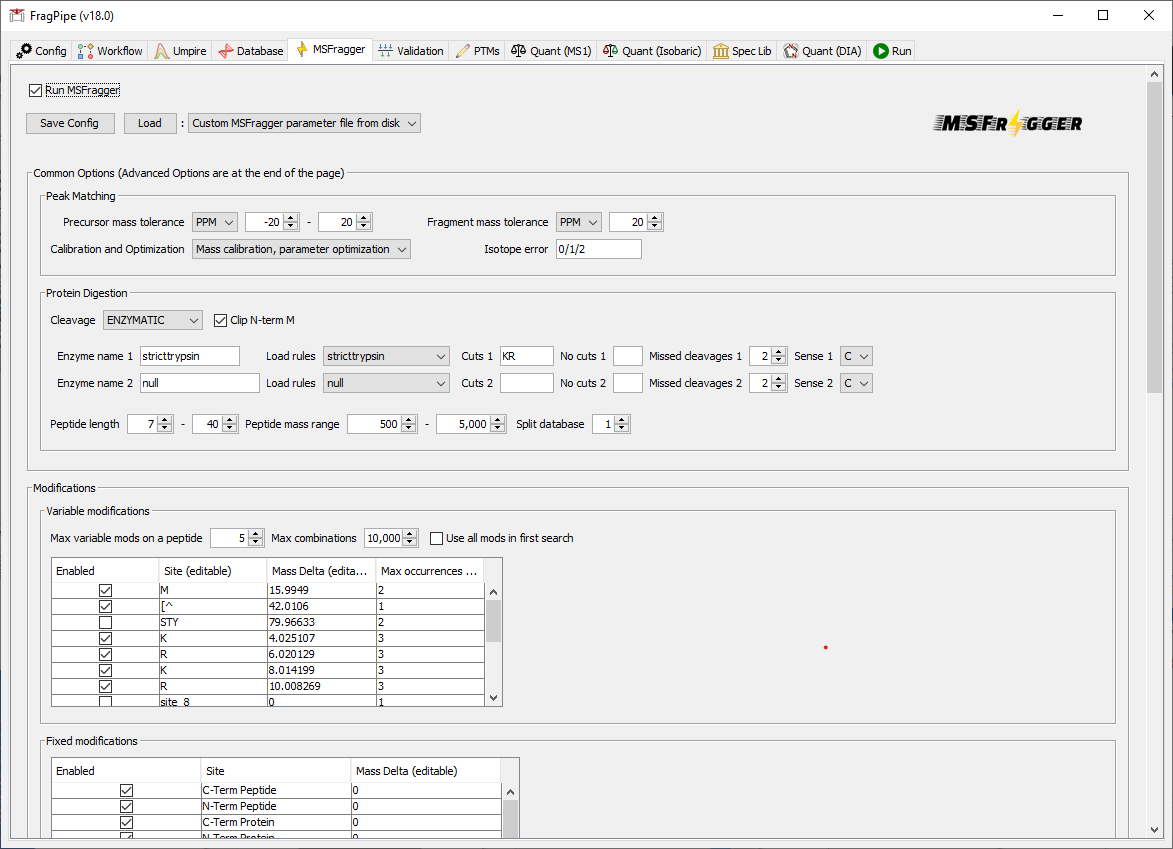 FragPipe (v18.0)
Config Workflow Umpire Database MSFragger Validation PTMs Quant (MS1) Quant (Isobaric) Spec Lib Quant (DIA) Run
Run MSFragger
Save Config Load : Custom MSFragger parameter file from disk
MSFrAGGER
Common Options (Advanced Options are at the end of the page)
Peak Matching
Precursor mass tolerance PPM -20 - 20 Fragment mass tolerance PPM 20
Calibration and Optimization Mass calibration, parameter optimization Isotope error 0/1/2
Protein Digestion
Cleavage ENZYMATIC Clip N-term M
Enzyme name 1 stricttrypsin Load rules stricttrypsin Cuts 1 KR No cuts 1 Missed cleavages 1 2 Sense 1 C
Enzyme name 2 null Load rules null Cuts 2 No cuts 2 Missed cleavages 2 2 Sense 2 C
Peptide length 7 - 40 Peptide mass range 500 - 5,000 Split database 1
Modifications
Variable modifications
Max variable mods on a peptide 5 Max combinations 10,000 Use all mods in first search
Enabled Site (editable) Mass Delta (edita... Max occurrences ...
M 15.9949 2
[^ 42.0106 1
STY 79.96633 2
K 4.025107 3
R 6.020129 3
K 8.014199 3
R 10.008269 3
site_8 0 1
Fixed modifications
Enabled Site Mass Delta (editable)
C-Term Peptide 0
N-Term Peptide 0
C-Term Protein 0
N-Term Protein 0